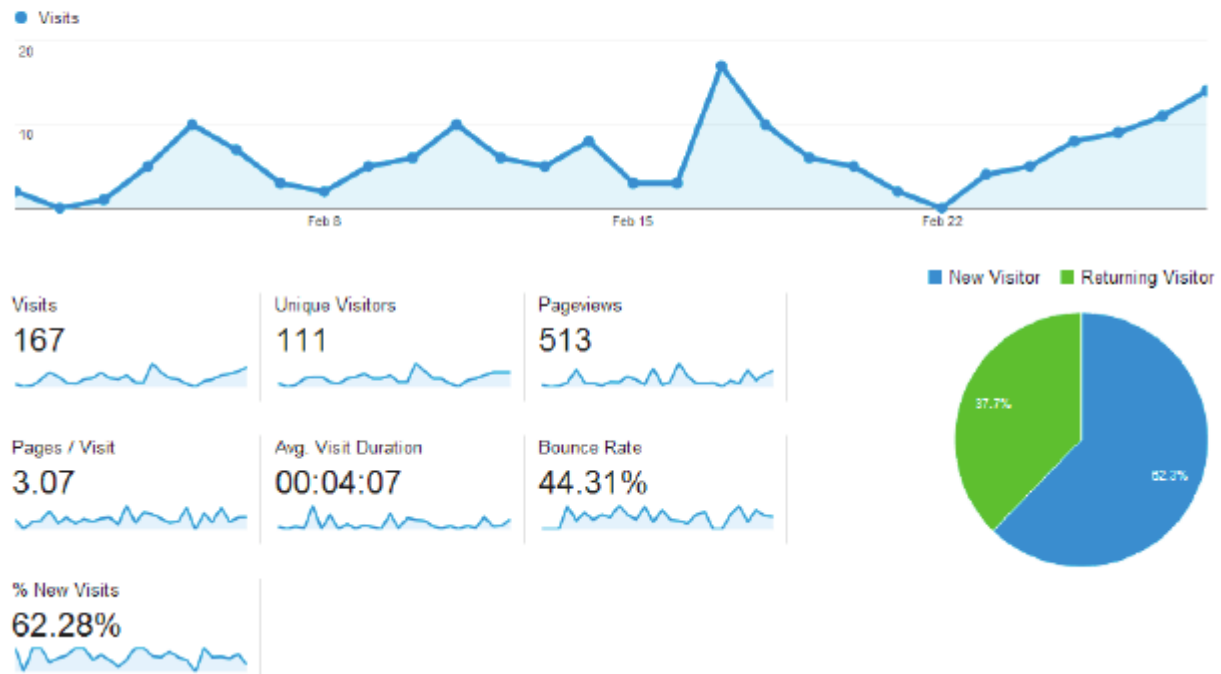 Visits
20
10
Feb 8
Feb 15
Feb 22
New Visitor
Returning Visitor
Visits
Unique Visitors
Pageviews
167
111
513
37.7%
62.3%
Pages / Visit
Avg. Visit Duration
Bounce Rate
3.07
00:04:07
44.31%
% New Visits
62.28%